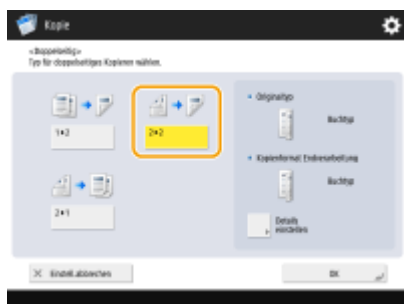 Kopie
<Doppelseitig>
Typ für doppelseitiges Kopieren wählen.
1▸2
2▸2
2▸1
• Originaltyp
Buchtyp
• Kopienformat Endverarbeitung
Buchtyp
Details
einstellen
× Einstell.abbrechen
OK